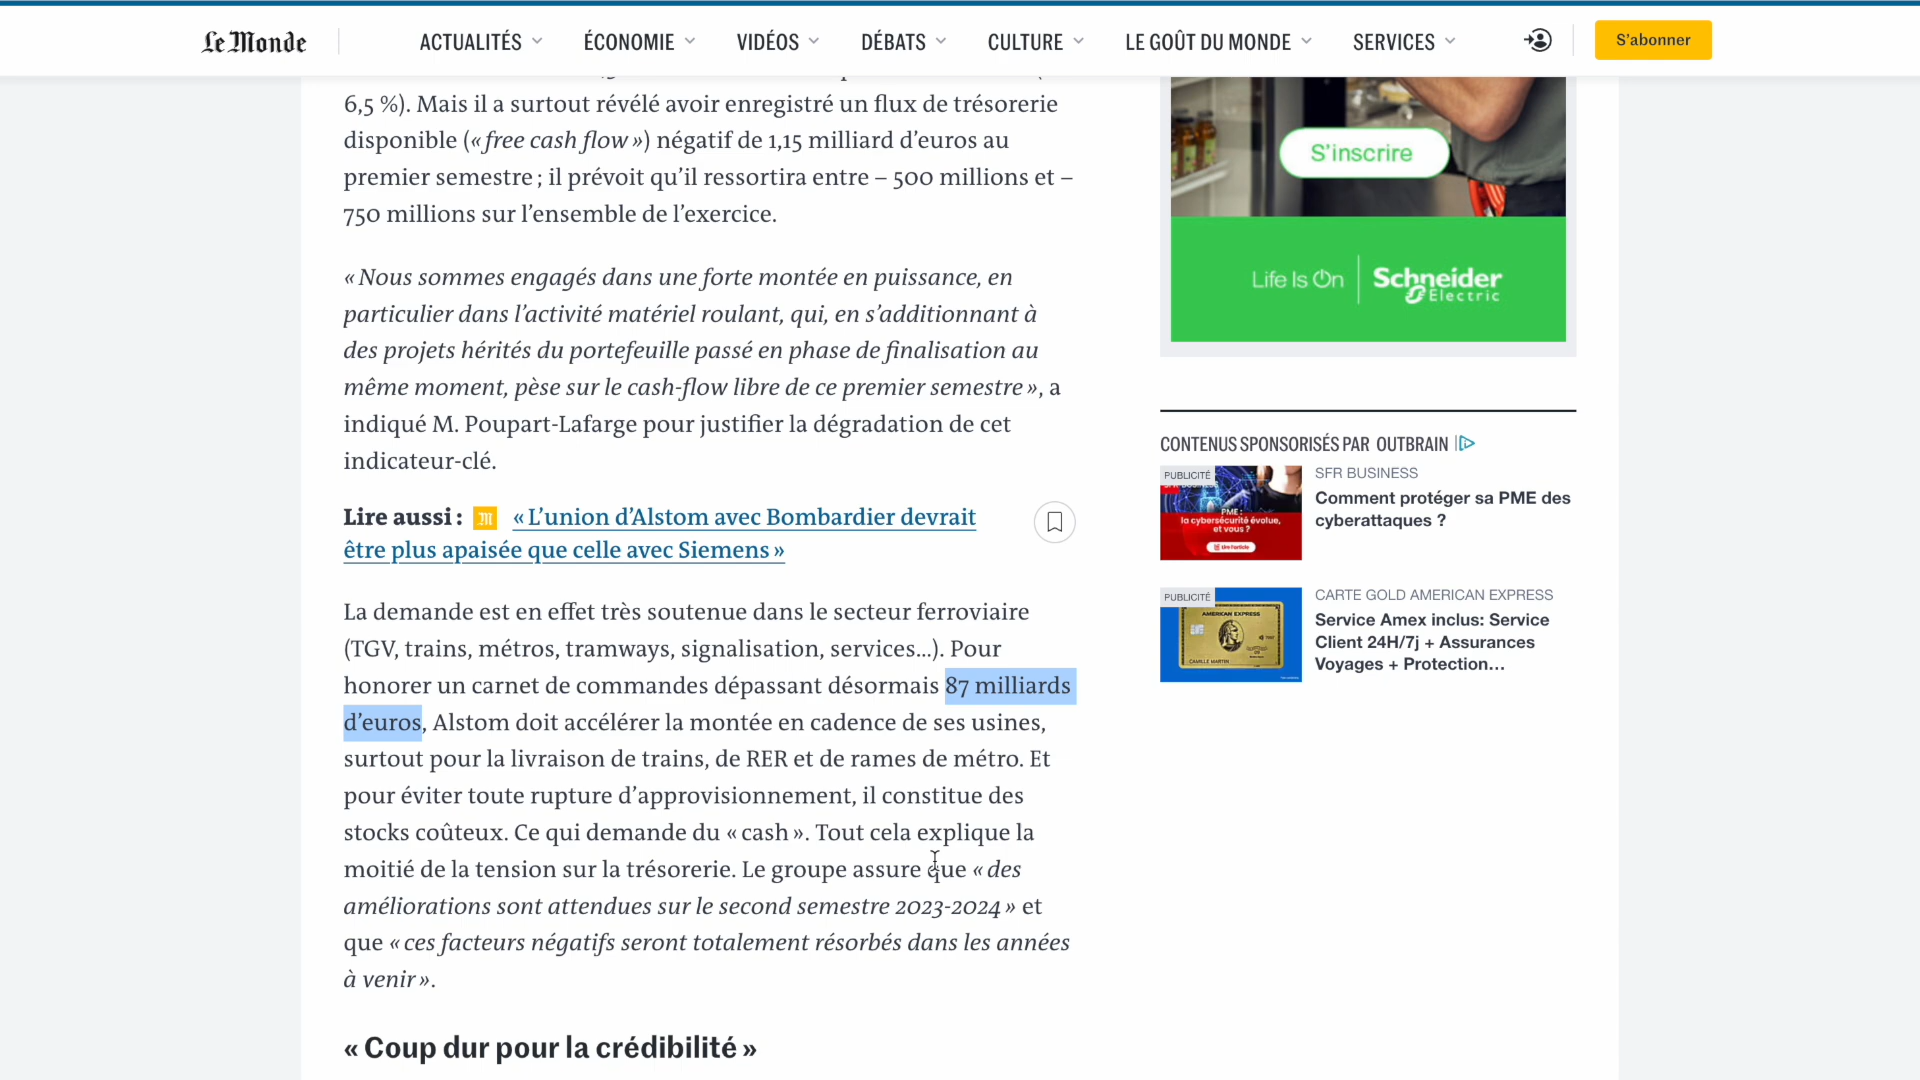 Le Monde
ACTUALITÉS
ÉCONOMIE
VIDÉOS
DÉBATS
CULTURE
LE GOÛT DU MONDE
SERVICES
S'abonner
6,5 %). Mais il a surtout révélé avoir enregistré un flux de trésorerie
disponible (« free cash flow ») négatif de 1,15 milliard d’euros au
premier semestre ; il prévoit qu’il ressortira entre – 500 millions et –
750 millions sur l’ensemble de l’exercice.
« Nous sommes engagés dans une forte montée en puissance, en
particulier dans l’activité matériel roulant, qui, en s’additionnant à
des projets hérités du portefeuille passé en phase de finalisation au
même moment, pèse sur le cash-flow libre de ce premier semestre », a
indiqué M. Poupart-Lafarge pour justifier la dégradation de cet
indicateur-clé.
Lire aussi : « L’union d’Alstom avec Bombardier devrait
être plus apaisée que celle avec Siemens »
La demande est en effet très soutenue dans le secteur ferroviaire
(TGV, trains, métros, tramways, signalisation, services…). Pour
honorer un carnet de commandes dépassant désormais 87 milliards
d’euros, Alstom doit accélérer la montée en cadence de ses usines,
surtout pour la livraison de trains, de RER et de rames de métro. Et
pour éviter toute rupture d’approvisionnement, il constitue des
stocks coûteux. Ce qui demande du « cash ». Tout cela explique la
moitié de la tension sur la trésorerie. Le groupe assure que « des
améliorations sont attendues sur le second semestre 2023-2024 » et
que « ces facteurs négatifs seront totalement résorbés dans les années
à venir ».
« Coup dur pour la crédibilité »
S'inscrire
Life Is On
Schneider
Electric
CONTENUS SPONSORISÉS PAR OUTBRAIN
PUBLICITÉ
PME :
la cybersécurité évolue,
et vous ?
Lire l'article
SFR BUSINESS
Comment protéger sa PME des
cyberattaques ?
PUBLICITÉ
AMERICAN EXPRESS
CAMILLE MARTIN
CARTE GOLD AMERICAN EXPRESS
Service Amex inclus: Service
Client 24H/7j + Assurances
Voyages + Protection…